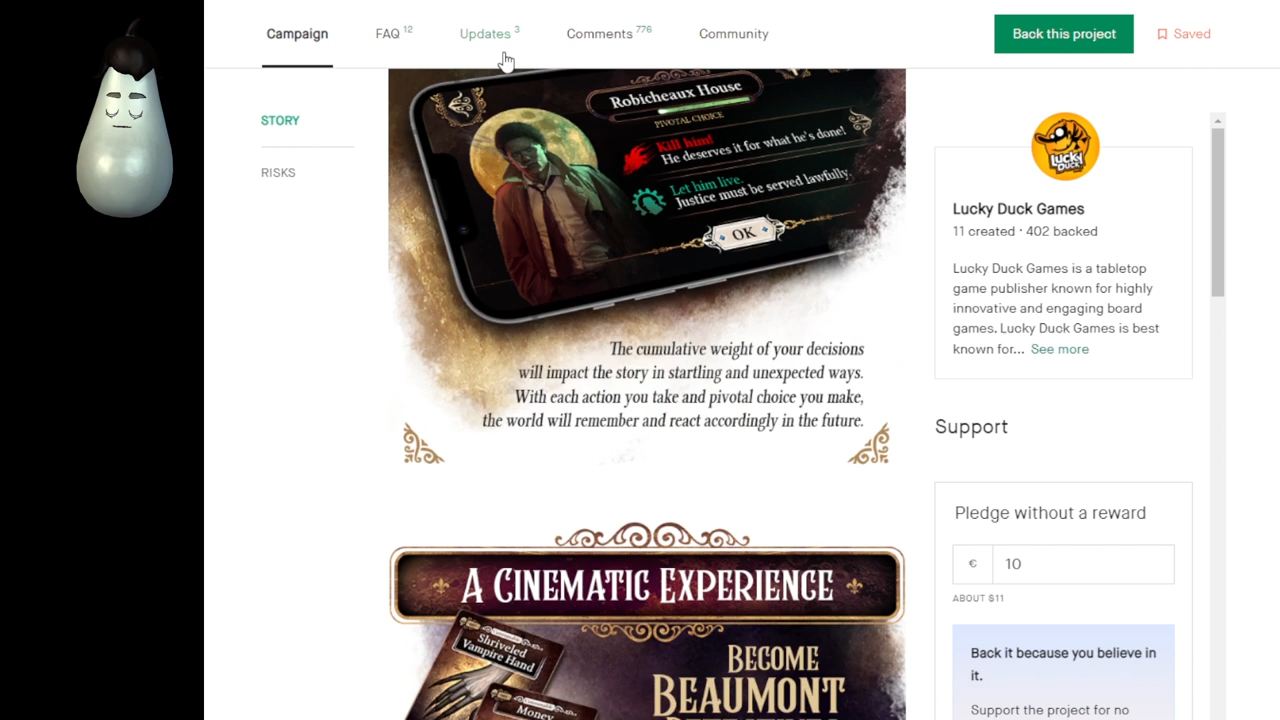 Campaign
FAQ 12
Updates 3
Comments 776
Community
Back this project
Saved
STORY
RISKS
Robicheaux House
PIVOTAL CHOICE
Kill him!
He deserves it for what he's done!
Let him live.
Justice must be served lawfully.
OK
The cumulative weight of your decisions
will impact the story in startling and unexpected ways.
With each action you take and pivotal choice you make,
the world will remember and react accordingly in the future.
A CINEMATIC EXPERIENCE
Shriveled
Vampire Hand
Money
BECOME
BEAUMONT
LUCKY
DUCK
Lucky Duck Games
11 created · 402 backed
Lucky Duck Games is a tabletop
game publisher known for highly
innovative and engaging board
games. Lucky Duck Games is best
known for... See more
Support
Pledge without a reward
€ 10
ABOUT $11
Back it because you believe in
it.
Support the project for no